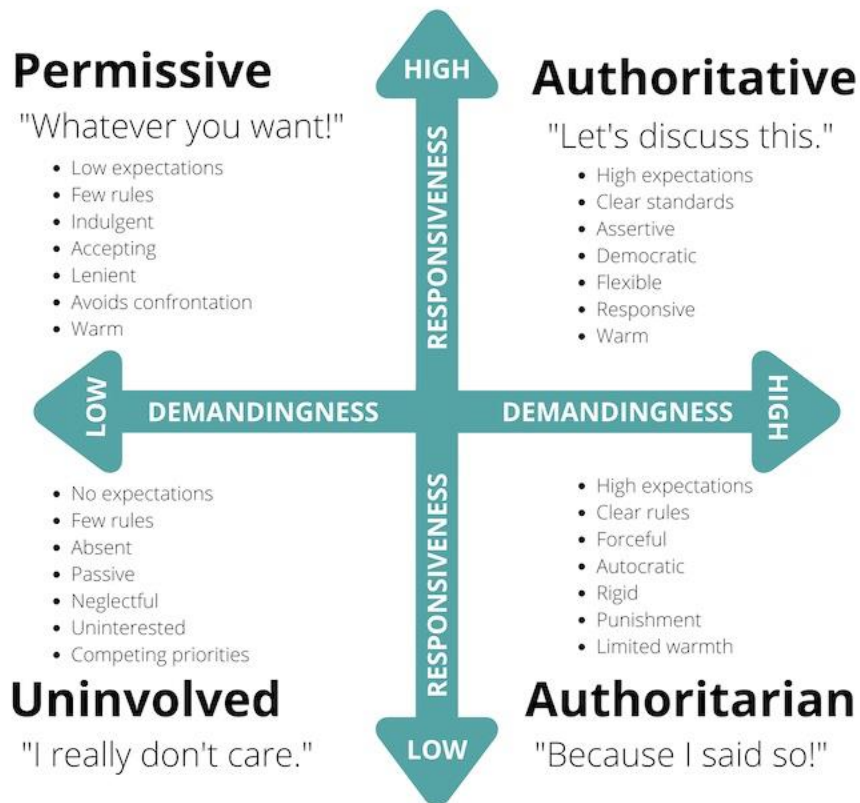 HIGH
Permissive
"Whatever you want!"
• Low expectations
• Few rules
• Indulgent
• Accepting
• Lenient
• Avoids confrontation
• Warm
RESPONSIVENESS
Authoritative
"Let's discuss this."
• High expectations
• Clear standards
• Assertive
• Democratic
• Flexible
• Responsive
• Warm
LOW
DEMANDINGNESS
DEMANDINGNESS
HIGH
• No expectations
• Few rules
• Absent
• Passive
• Neglectful
• Uninterested
• Competing priorities
Uninvolved
"I really don't care."
RESPONSIVENESS
LOW
• High expectations
• Clear rules
• Forceful
• Autocratic
• Rigid
• Punishment
• Limited warmth
Authoritarian
"Because I said so!"